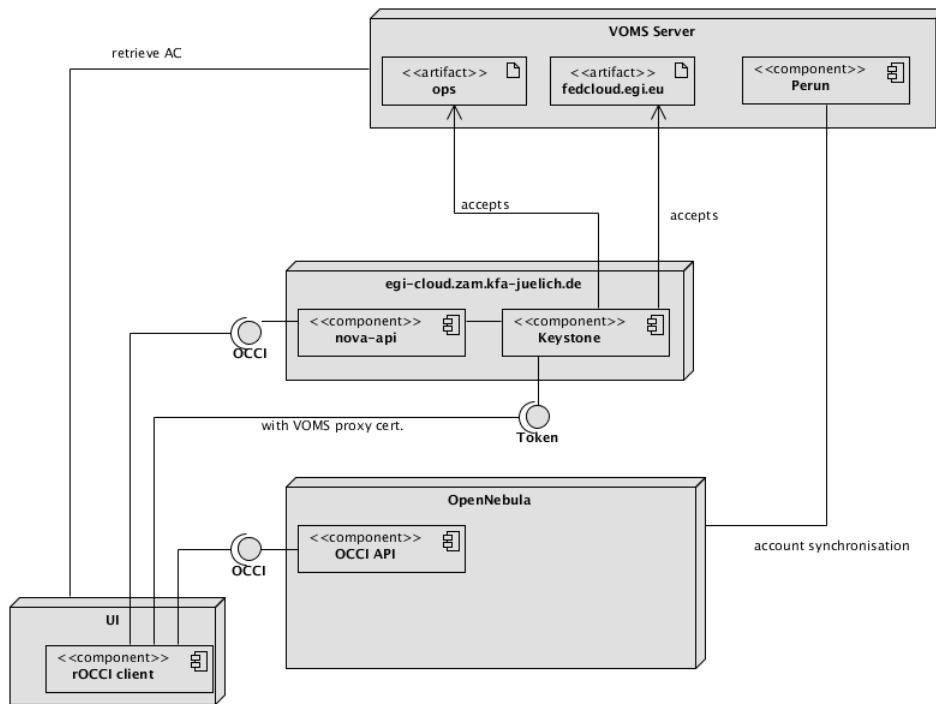 VOMS Server
retrieve AC
<<artifact>>
ops
<<artifact>>
fedcloud.egi.eu
<<component>>
Perun
accepts
accepts
egi-cloud.zam.kfa-juelich.de
<<component>>
nova-api
<<component>>
Keystone
OCCI
with VOMS proxy cert.
Token
OpenNebula
<<component>>
OCCI API
account synchronisation
OCCI
UI
<<component>>
rOCCI client